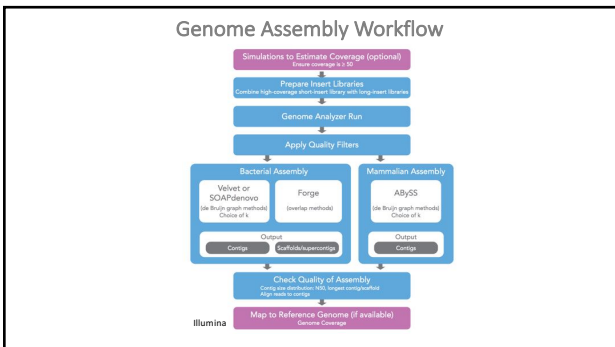 Genome Assembly Workflow
Simulations to Estimate Coverage (optional)
Ensure coverage is ≥ 50
Prepare Insert Libraries
Combine high-coverage short-insert library with long-insert libraries
Genome Analyzer Run
Apply Quality Filters
Bacterial Assembly
Velvet or
SOAPdenovo
(de Bruijn graph methods)
Choice of k
Forge
(overlap methods)
Output
Contigs
Scaffolds/supercontigs
Mammalian Assembly
ABySS
(de Bruijn graph methods)
Choice of k
Output
Contigs
Check Quality of Assembly
Contig size distribution: N50, longest contig/scaffold
Align reads to contigs
Map to Reference Genome (if available)
Genome Coverage
Illumina